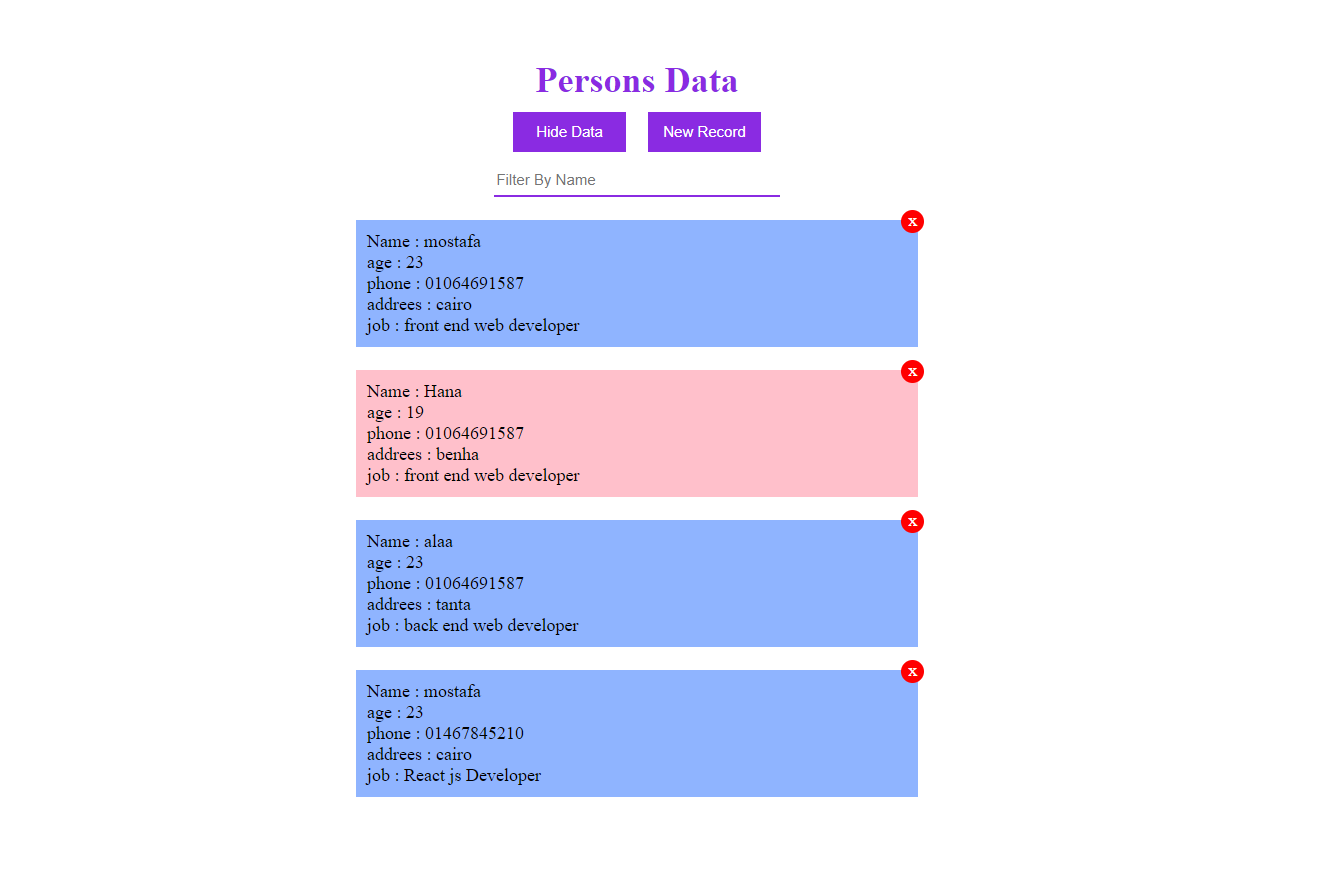 Persons Data
Hide Data New Record
Filter By Name
x
Name : mostafa
age : 23
phone : 01064691587
addrees : cairo
job : front end web developer
x
Name : Hana
age : 19
phone : 01064691587
addrees : benha
job : front end web developer
x
Name : alaa
age : 23
phone : 01064691587
addrees : tanta
job : back end web developer
x
Name : mostafa
age : 23
phone : 01467845210
addrees : cairo
job : React js Developer